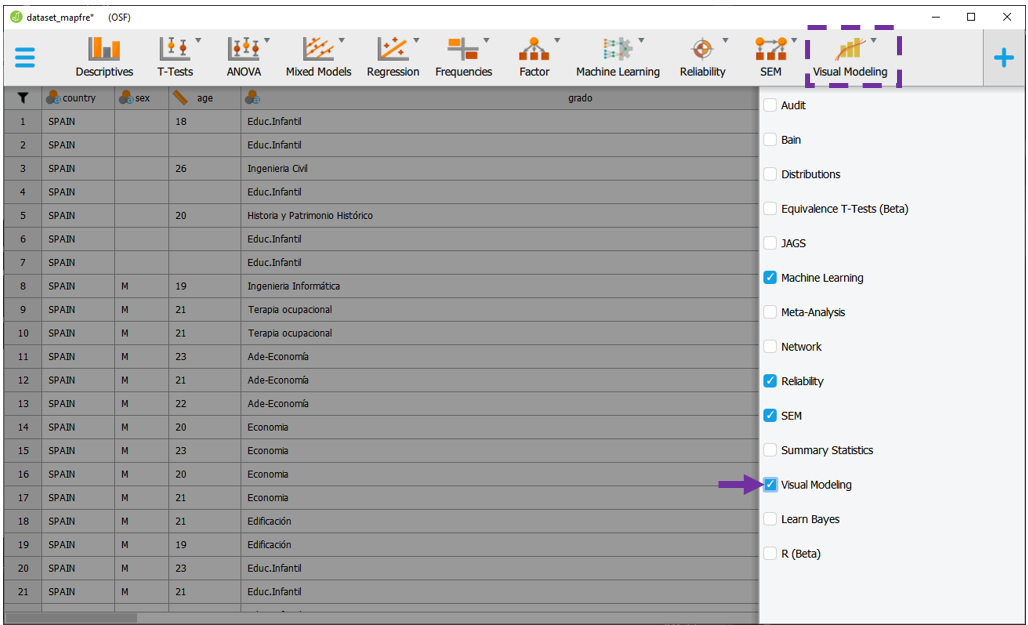 dataset_mapfre* (OSF)
Descriptives T-Tests ANOVA Mixed Models Regression Frequencies Factor Machine Learning Reliability SEM Visual Modeling
country sex age grado
1 SPAIN 18 Educ.Infantil
2 SPAIN Educ.Infantil
3 SPAIN 26 Ingenieria Civil
4 SPAIN Educ.Infantil
5 SPAIN 20 Historia y Patrimonio Histórico
6 SPAIN Educ.Infantil
7 SPAIN Educ.Infantil
8 SPAIN M 19 Ingenieria Informática
9 SPAIN M 21 Terapia ocupacional
10 SPAIN M 21 Terapia ocupacional
11 SPAIN M 23 Ade-Economía
12 SPAIN M 21 Ade-Economía
13 SPAIN M 22 Ade-Economía
14 SPAIN M 20 Economia
15 SPAIN M 23 Economia
16 SPAIN M 20 Economia
17 SPAIN M 21 Economia
18 SPAIN M 21 Edificación
19 SPAIN M 19 Edificación
20 SPAIN M 23 Educ.Infantil
21 SPAIN M 21 Educ.Infantil
Audit
Bain
Distributions
Equivalence T-Tests (Beta)
JAGS
Machine Learning
Meta-Analysis
Network
Reliability
SEM
Summary Statistics
Visual Modeling
Learn Bayes
R (Beta)